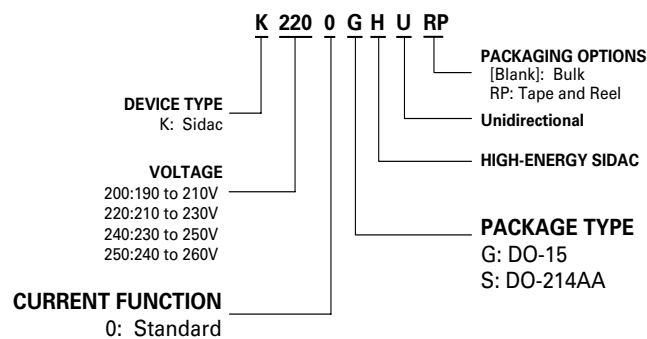 K 220 0 G H U RP
PACKAGING OPTIONS
[Blank]: Bulk
RP: Tape and Reel
Unidirectional
HIGH-ENERGY SIDAC
PACKAGE TYPE
G: DO-15
S: DO-214AA
DEVICE TYPE
K: Sidac
VOLTAGE
200:190 to 210V
220:210 to 230V
240:230 to 250V
250:240 to 260V
CURRENT FUNCTION
0: Standard